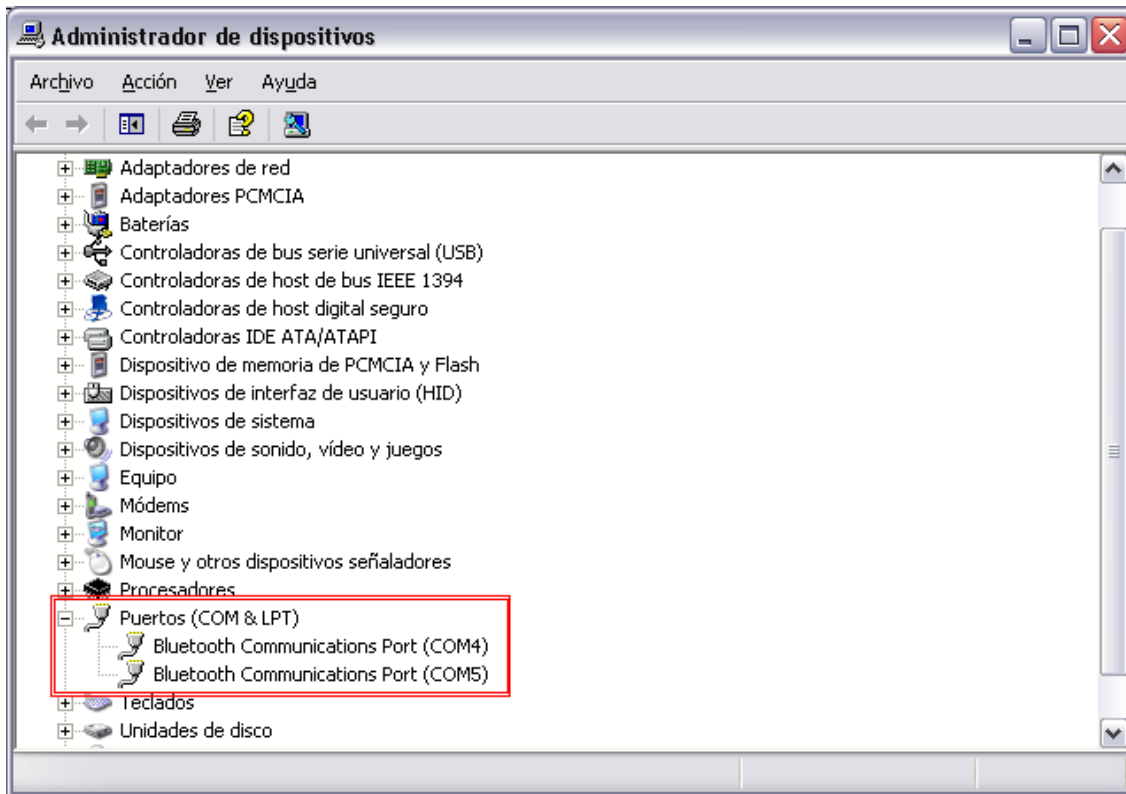 Administrador de dispositivos
Archivo Acción Ver Ayuda
Adaptadores de red
Adaptadores PCMCIA
Baterías
Controladoras de bus serie universal (USB)
Controladoras de host de bus IEEE 1394
Controladoras de host digital seguro
Controladoras IDE ATA/ATAPI
Dispositivo de memoria de PCMCIA y Flash
Dispositivos de interfaz de usuario (HID)
Dispositivos de sistema
Dispositivos de sonido, vídeo y juegos
Equipo
Módems
Monitor
Mouse y otros dispositivos señaladores
Procesadores
Puertos (COM & LPT)
Bluetooth Communications Port (COM4)
Bluetooth Communications Port (COM5)
Teclados
Unidades de disco